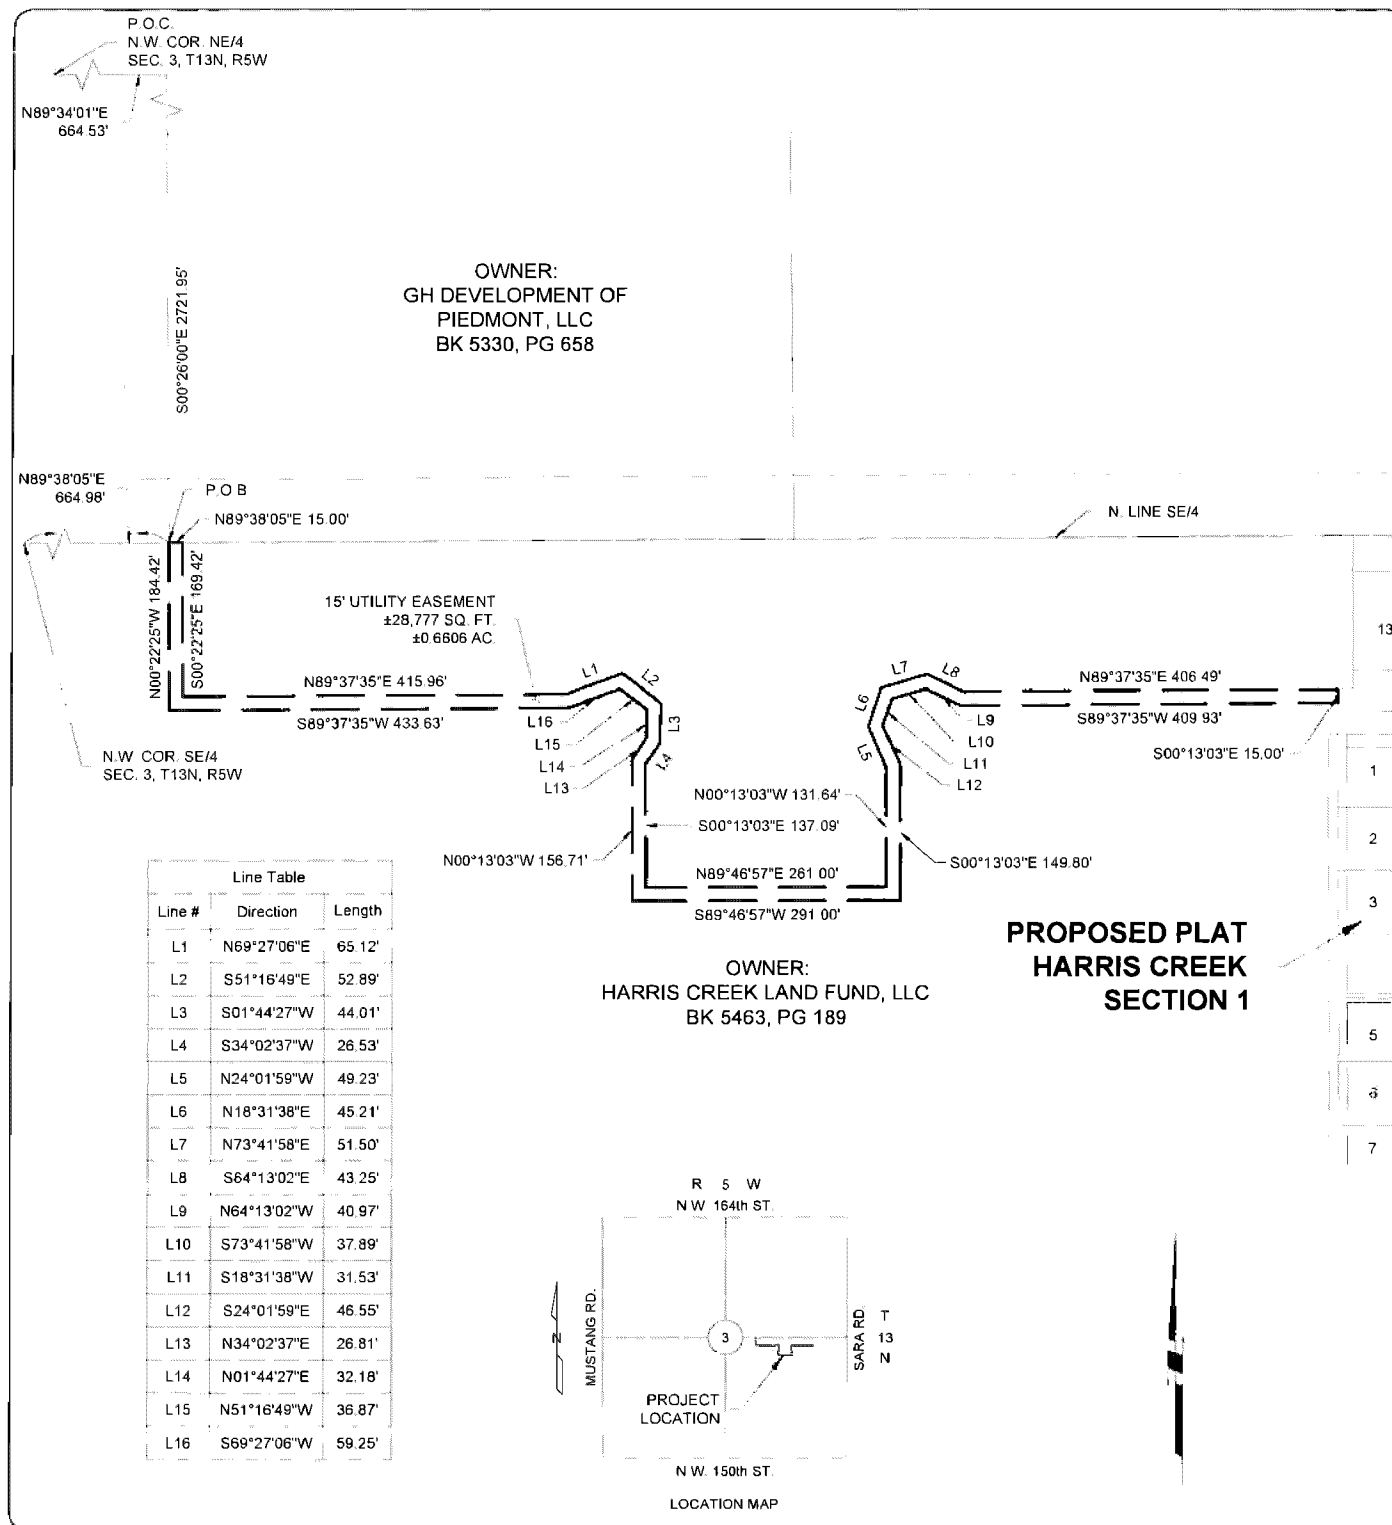 P.O.C.
N.W. COR. NE/4
SEC. 3, T13N, R5W
N89°34'01"E
664.53'
S00°26'00"E 2721.95'
OWNER:
GH DEVELOPMENT OF
PIEDMONT, LLC
BK 5330, PG 658
N89°38'05"E
664.98'
P.O.B
N89°38'05"E 15.00'
N. LINE SE/4
N00°22'25"W 184.42'
S00°22'25"E 169.42'
15' UTILITY EASEMENT
±28,777 SQ. FT.
±0.6606 AC.
N89°37'35"E 415.96'
S89°37'35"W 433.63'
L1
L2
L3
L4
L16
L15
L14
L13
L7
L8
L6
L5
L9
L10
L11
L12
N89°37'35"E 406.49'
S89°37'35"W 409.93'
S00°13'03"E 15.00'
N.W. COR. SE/4
SEC. 3, T13N, R5W
N00°13'03"W 131.64'
S00°13'03"E 137.09'
N00°13'03"W 156.71'
S00°13'03"E 149.80'
N89°46'57"E 261.00'
S89°46'57"W 291.00'
13
1
2
3
5
6
7
PROPOSED PLAT
HARRIS CREEK
SECTION 1
OWNER:
HARRIS CREEK LAND FUND, LLC
BK 5463, PG 189
Line Table
Line # Direction Length
L1 N69°27'06"E 65.12'
L2 S51°16'49"E 52.89'
L3 S01°44'27"W 44.01'
L4 S34°02'37"W 26.53'
L5 N24°01'59"W 49.23'
L6 N18°31'38"E 45.21'
L7 N73°41'58"E 51.50'
L8 S64°13'02"E 43.25'
L9 N64°13'02"W 40.97'
L10 S73°41'58"W 37.89'
L11 S18°31'38"W 31.53'
L12 S24°01'59"E 46.55'
L13 N34°02'37"E 26.81'
L14 N01°44'27"E 32.18'
L15 N51°16'49"W 36.87'
L16 S69°27'06"W 59.25'
R 5 W
N.W. 164th ST.
MUSTANG RD.
N
3
SARA RD.
T
13
N
PROJECT
LOCATION
N.W. 150th ST.
LOCATION MAP